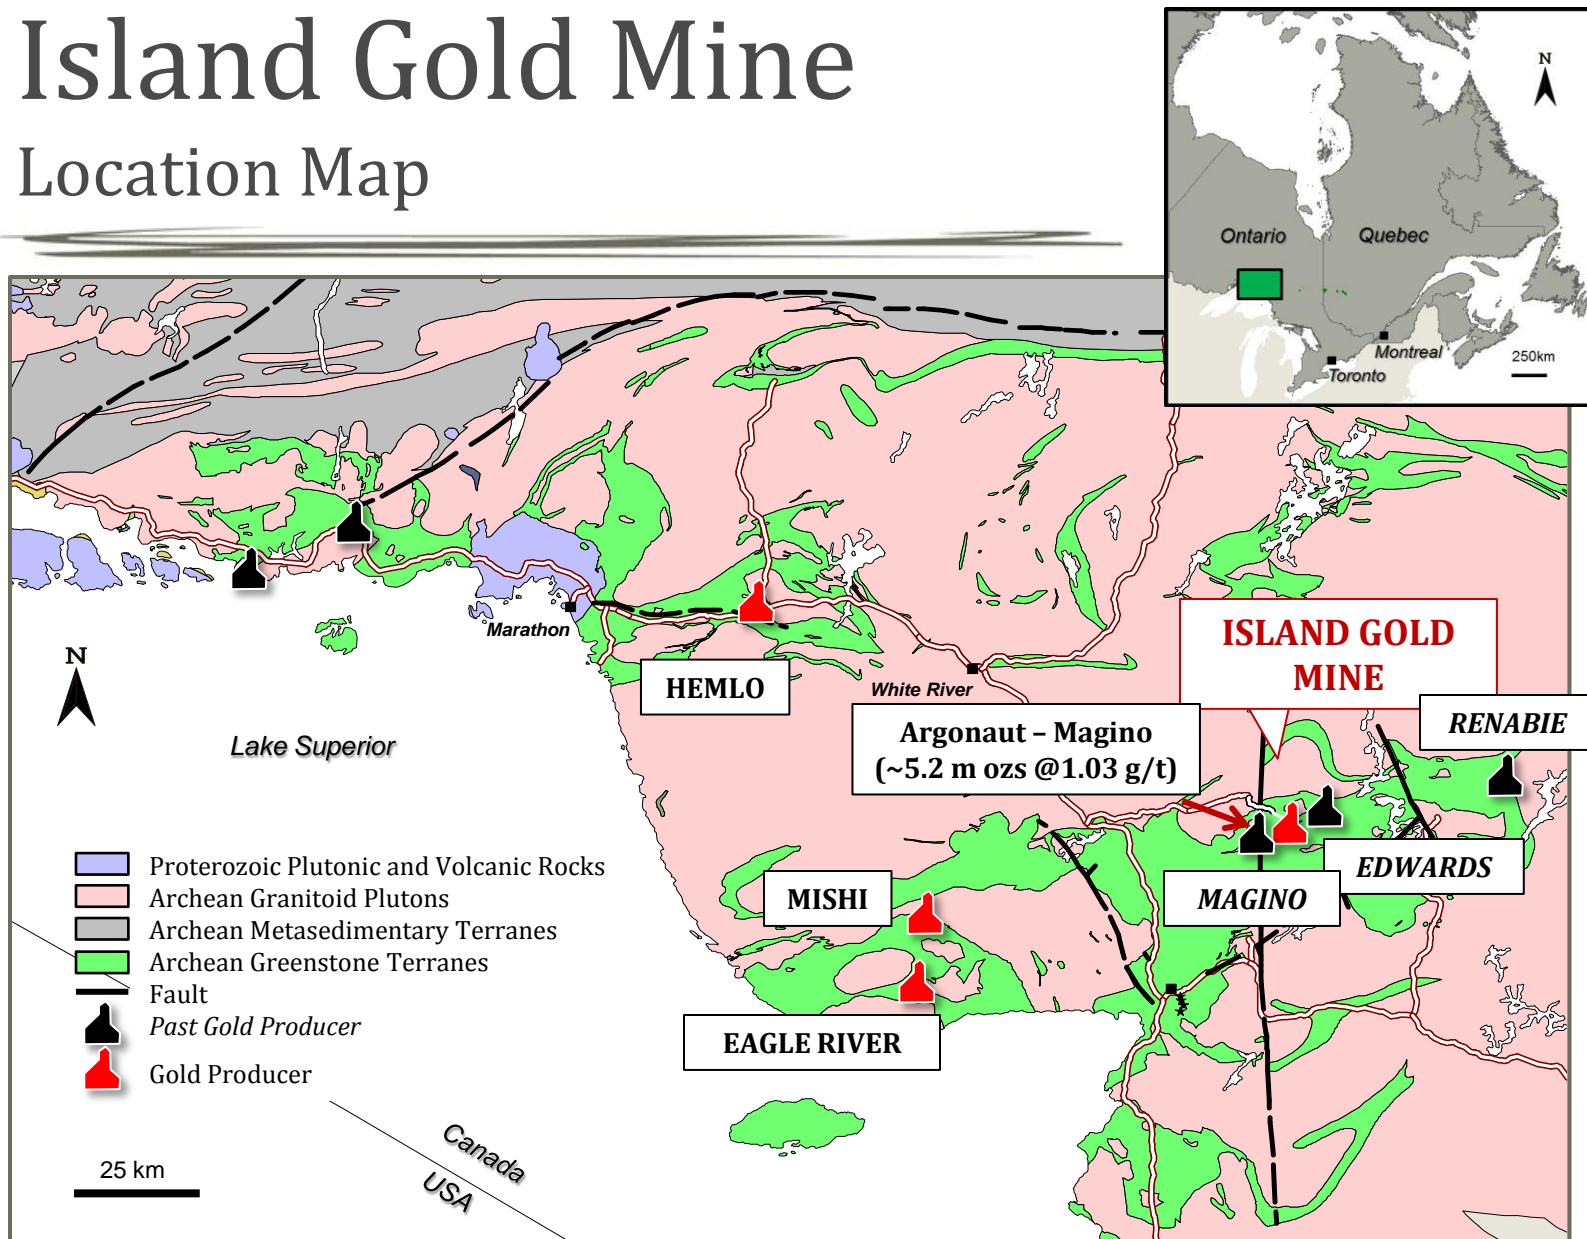 Island Gold Mine
Location Map
N
Ontario
Quebec
Montreal
Toronto
250km
Marathon
N
HEMLO
White River
ISLAND GOLD
MINE
RENABIE
Lake Superior
Argonaut – Magino
(~5.2 m ozs @1.03 g/t)
EDWARDS
MISHI
MAGINO
Proterozoic Plutonic and Volcanic Rocks
Archean Granitoid Plutons
Archean Metasedimentary Terranes
Archean Greenstone Terranes
Fault
Past Gold Producer
Gold Producer
EAGLE RIVER
Canada
USA
25 km